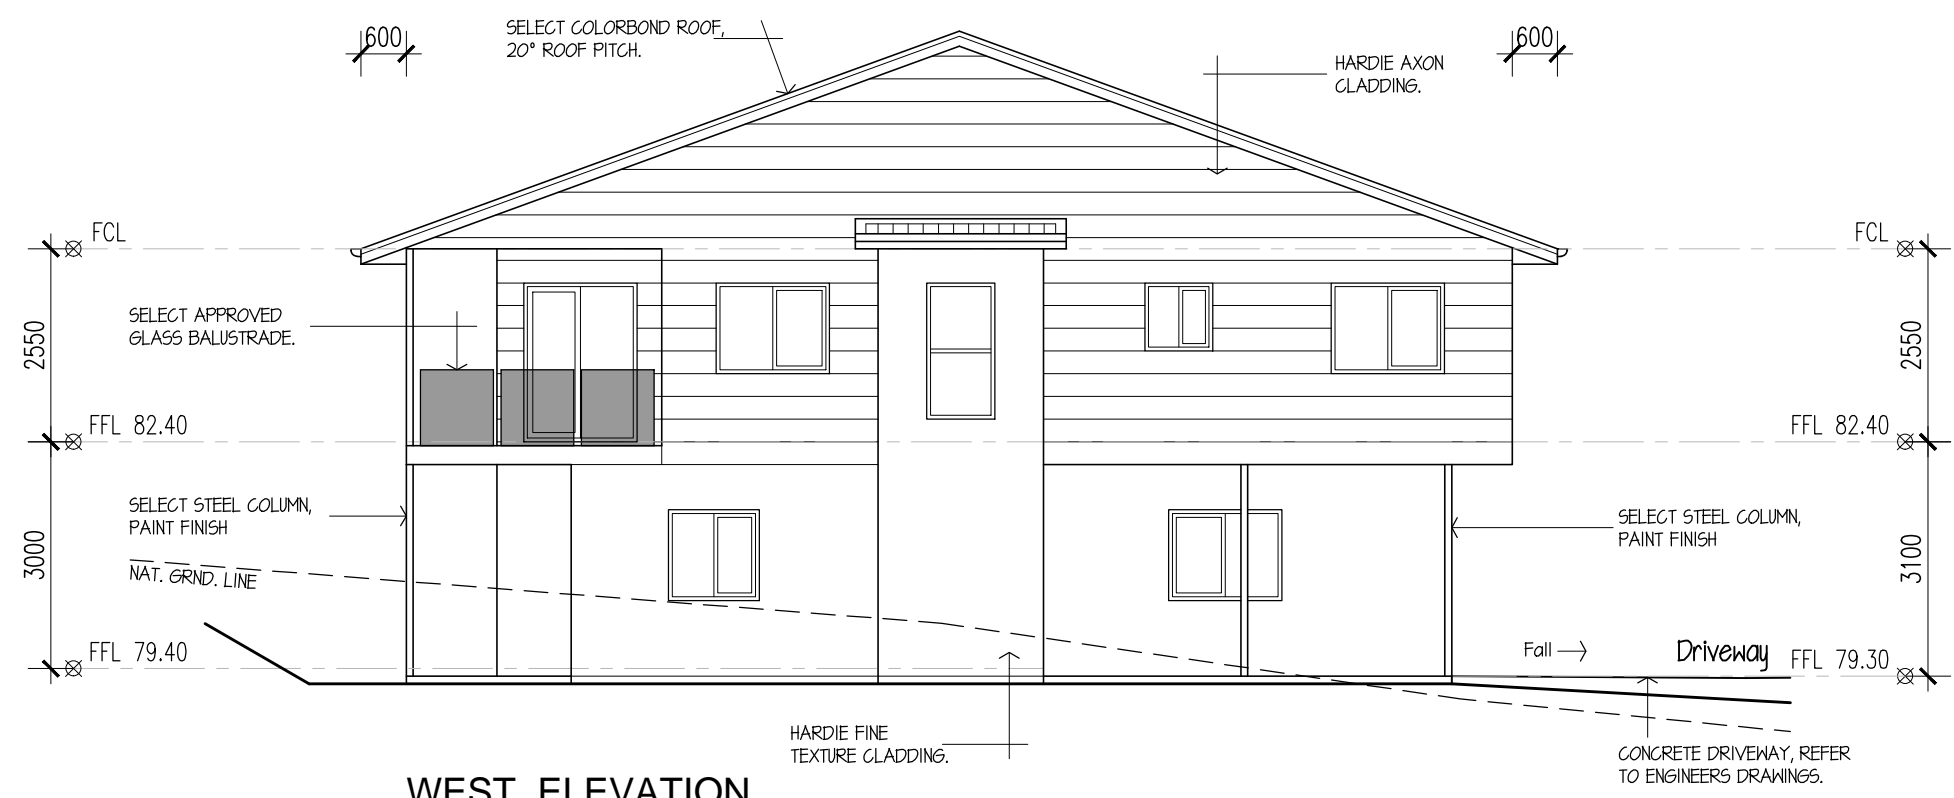 600
SELECT COLORBOND ROOF,
20° ROOF PITCH.
600
HARDIE AXON
CLADDING.
FCL
FCL
SELECT APPROVED
GLASS BALUSTRADE.
2550
2550
FFL 82.40
FFL 82.40
SELECT STEEL COLUMN,
PAINT FINISH
SELECT STEEL COLUMN,
PAINT FINISH
3000
3100
NAT. GRND. LINE
FFL 79.40
Fall
Driveway
FFL 79.30
HARDIE FINE
TEXTURE CLADDING.
CONCRETE DRIVEWAY, REFER
TO ENGINEERS DRAWINGS.
WEST ELEVATION